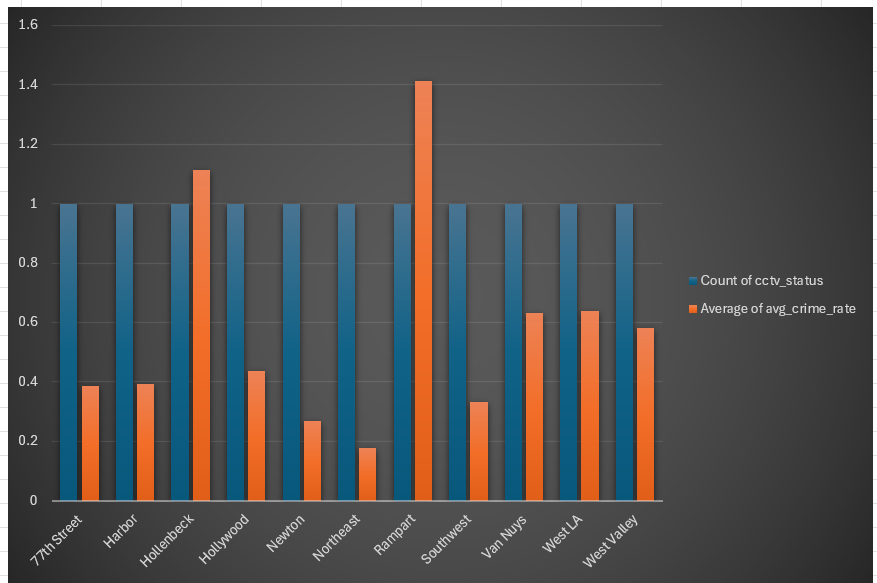 1.6
1.4
1.2
1
0.8
0.6
0.4
0.2
0
77th Street
Harbor
Hollenbeck
Hollywood
Newton
Northeast
Rampart
Southwest
Van Nuys
West LA
West Valley
Count of cctv_status
Average of avg_crime_rate